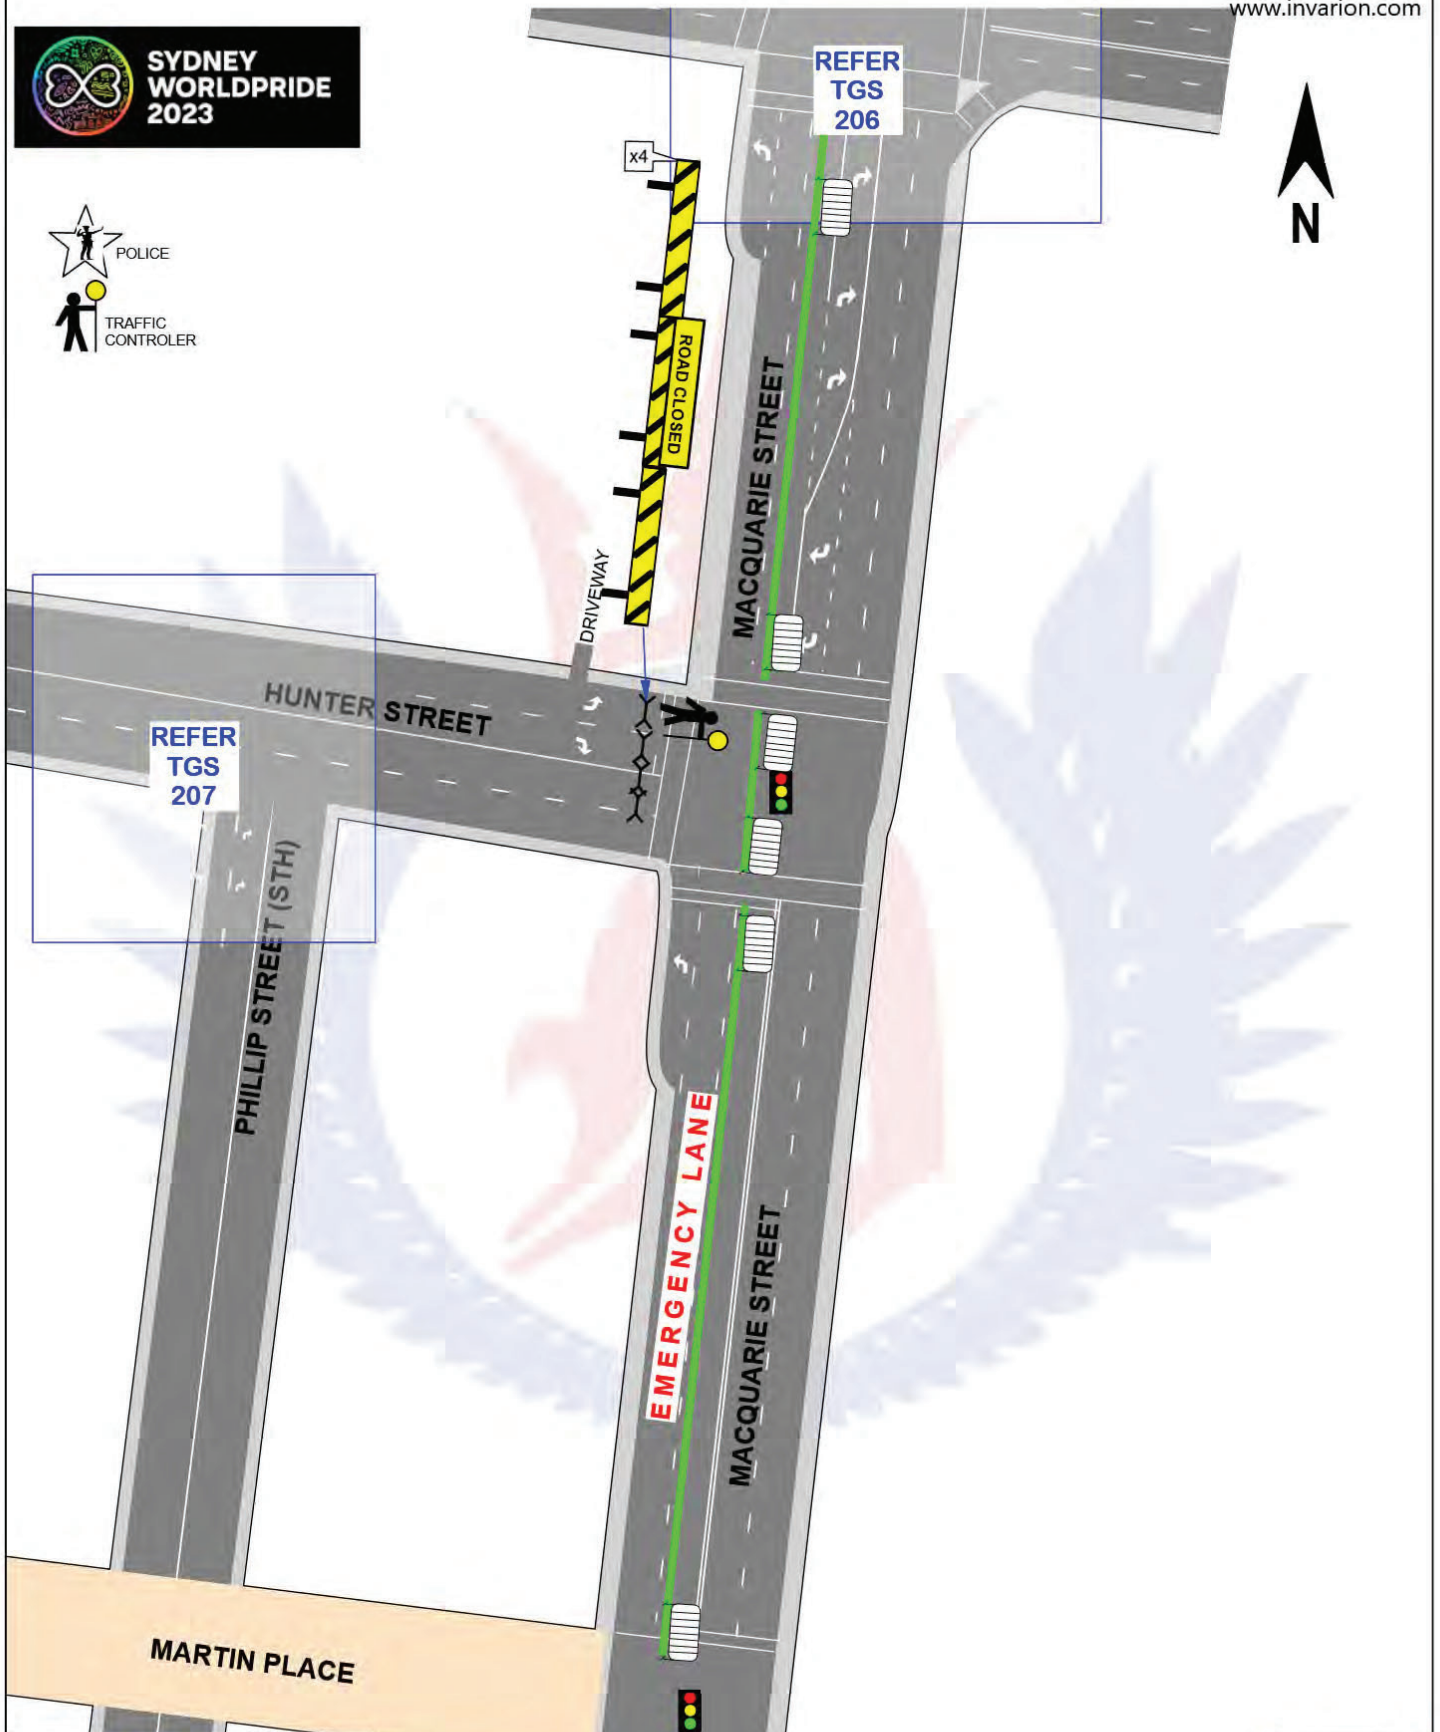 www.invarion.com
SYDNEY
WORLDPRIDE
2023
REFER
TGS
206
x4
N
POLICE
TRAFFIC
CONTROLER
ROAD CLOSED
MACQUARIE STREET
DRIVEWAY
HUNTER STREET
REFER
TGS
207
PHILLIP STREET (STH)
EMERGENCY LANE
MACQUARIE STREET
MARTIN PLACE